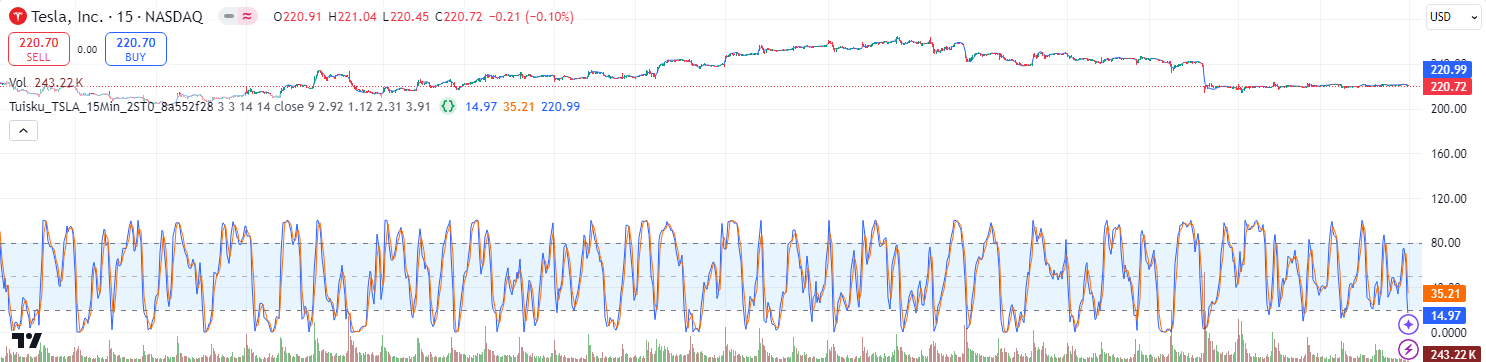 Tesla, Inc. · 15 · NASDAQ O220.91 H221.04 L220.45 C220.72 −0.21 (−0.10%)
USD
220.70 SELL
0.00
220.70 BUY
Vol 243.22 K
Tuisku_TSLA_15Min_2ST0_8a552f28 3 3 14 14 close 9 2.92 1.12 2.31 3.91 14.97 35.21 220.99
220.99
220.72
200.00
160.00
120.00
80.00
35.21
14.97
0.0000
243.22 K